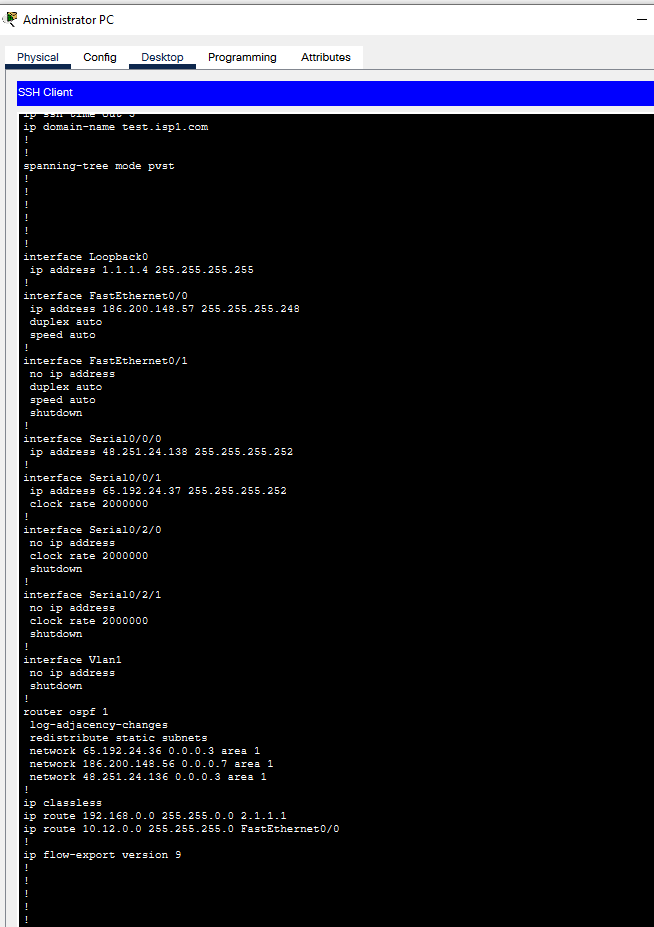 Administrator PC
Physical Config Desktop Programming Attributes
SSH Client
ip ssh time-out 5
ip domain-name test.isp1.com
!
!
spanning-tree mode pvst
!
!
!
!
!
!
interface Loopback0
ip address 1.1.1.4 255.255.255.255
!
interface FastEthernet0/0
ip address 186.200.148.57 255.255.255.248
duplex auto
speed auto
!
interface FastEthernet0/1
no ip address
duplex auto
speed auto
shutdown
!
interface Serial0/0/0
ip address 48.251.24.138 255.255.255.252
!
interface Serial0/0/1
ip address 65.192.24.37 255.255.255.252
clock rate 2000000
!
interface Serial0/2/0
no ip address
clock rate 2000000
shutdown
!
interface Serial0/2/1
no ip address
clock rate 2000000
shutdown
!
interface Vlan1
no ip address
shutdown
!
router ospf 1
log-adjacency-changes
redistribute static subnets
network 65.192.24.36 0.0.0.3 area 1
network 186.200.148.56 0.0.0.7 area 1
network 48.251.24.136 0.0.0.3 area 1
!
ip classless
ip route 192.168.0.0 255.255.0.0 2.1.1.1
ip route 10.12.0.0 255.255.255.0 FastEthernet0/0
!
ip flow-export version 9
!
!
!
!
!